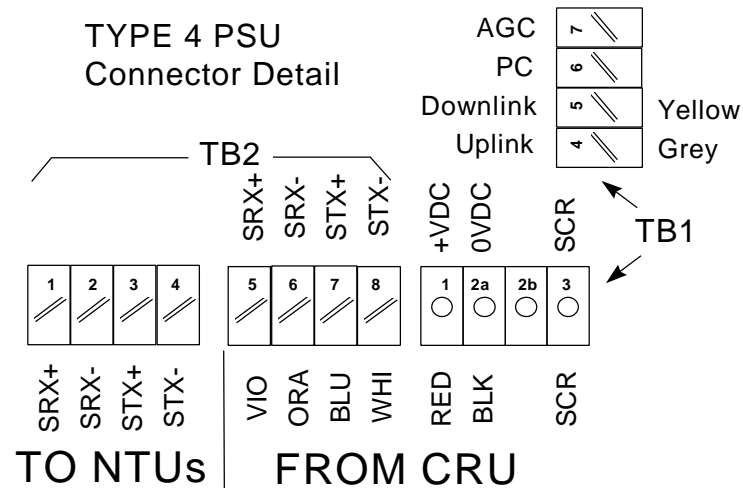 TYPE 4 PSU
Connector Detail
AGC 7
PC 6
Downlink 5 Yellow
Uplink 4 Grey
TB2
TB1
SRX+ SRX- STX+ STX- +VDC 0VDC SCR
1 2 3 4 5 6 7 8 1 2a 2b 3
SRX+ SRX- STX+ STX- VIO ORA BLU WHI RED BLK SCR
TO NTUs FROM CRU